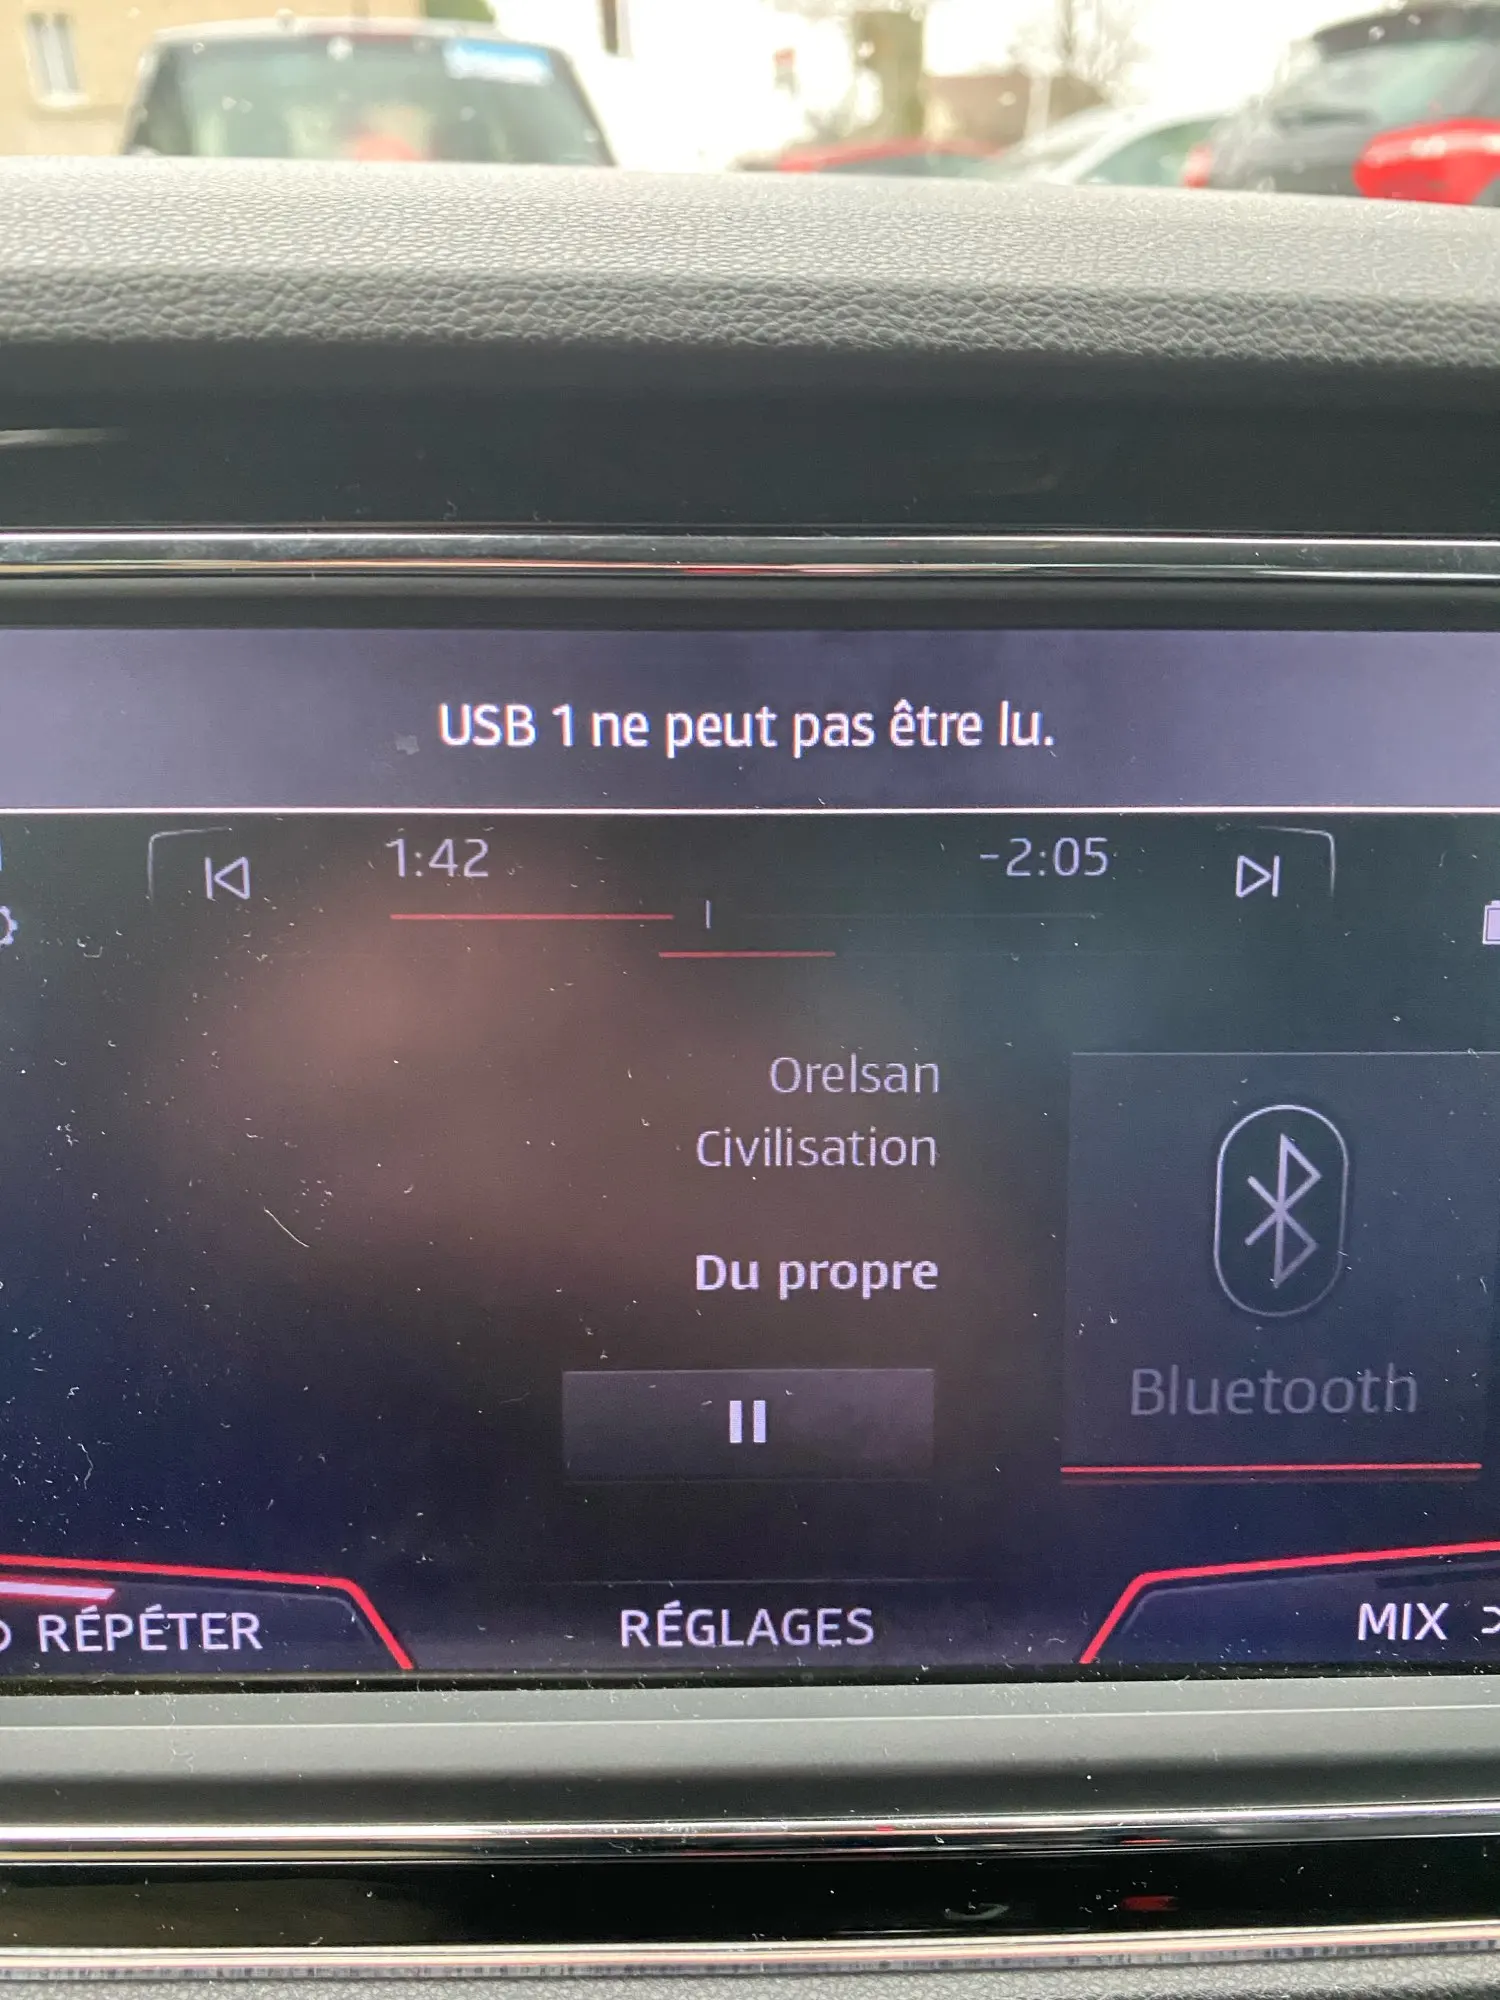 USB 1 ne peut pas être lu.
1:42
-2:05
Orelsan
Civilisation
Du propre
Bluetooth
RÉPÉTER
RÉGLAGES
MIX